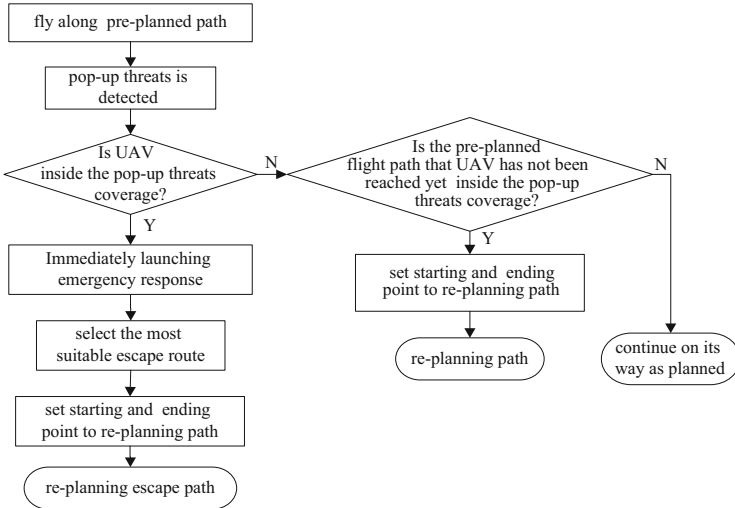 fly along pre-planned path
pop-up threats is
detected
Is UAV
inside the pop-up threats
coverage?
N
Y
Is the pre-planned
flight path that UAV has not been
reached yet inside the pop-up
threats coverage?
N
Y
Immediately launching
emergency response
select the most
suitable escape route
set starting and ending
point to re-planning path
re-planning escape path
set starting and ending
point to re-planning path
re-planning path
continue on its
way as planned